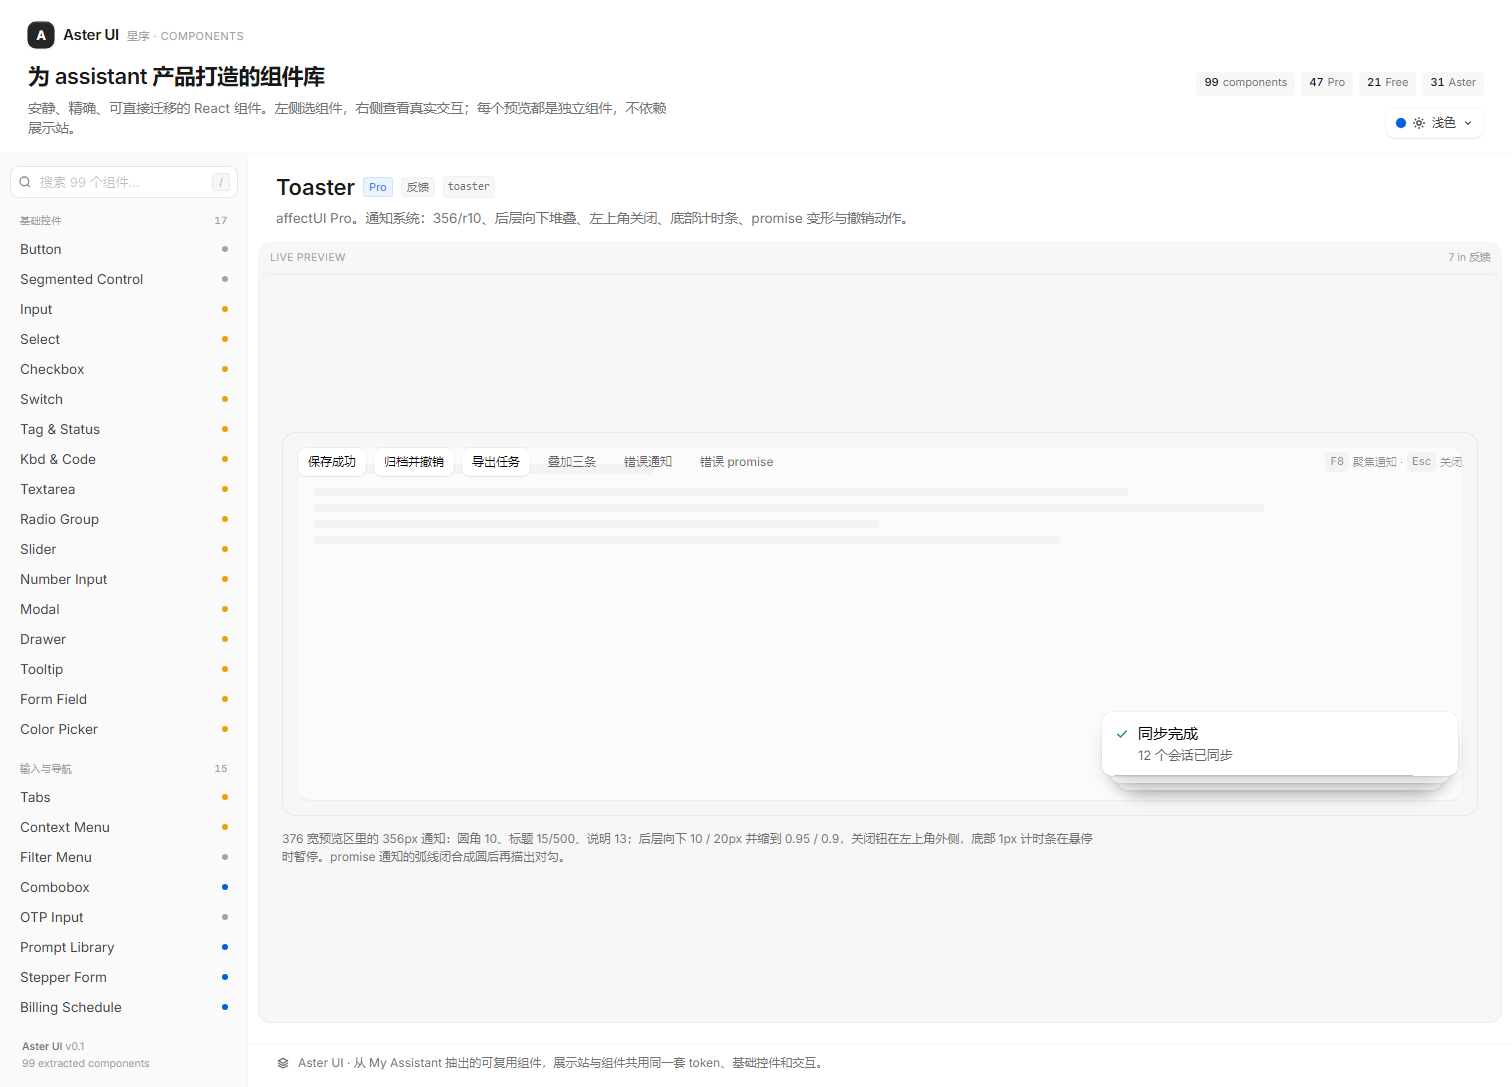 A Aster UI 星序 · COMPONENTS
为 assistant 产品打造的组件库
安静、精确、可直接迁移的 React 组件。左侧选组件，右侧查看真实交互；每个预览都是独立组件，不依赖
展示站。
99 components 47 Pro 21 Free 31 Aster
浅色
搜索 99 个组件... /
基础控件 17
Button
Segmented Control
Input
Select
Checkbox
Switch
Tag & Status
Kbd & Code
Textarea
Radio Group
Slider
Number Input
Modal
Drawer
Tooltip
Form Field
Color Picker
输入与导航 15
Tabs
Context Menu
Filter Menu
Combobox
OTP Input
Prompt Library
Stepper Form
Billing Schedule
Aster UI v0.1
99 extracted components
Toaster Pro 反馈 toaster
affectUI Pro。通知系统：356/r10、后层向下堆叠、左上角关闭、底部计时条、promise 变形与撤销动作。
LIVE PREVIEW 7 in 反馈
保存成功 归档并撤销 导出任务 叠加三条 错误通知 错误 promise F8 聚焦通知 · Esc 关闭
同步完成
12 个会话已同步
376 宽预览区里的 356px 通知：圆角 10、标题 15/500、说明 13；后层向下 10 / 20px 并缩到 0.95 / 0.9，关闭钮在左上角外侧，底部 1px 计时条在悬停
时暂停。promise 通知的弧线闭合成圆后再描出对勾。
Aster UI · 从 My Assistant 抽出的可复用组件，展示站与组件共用同一套 token、基础控件和交互。